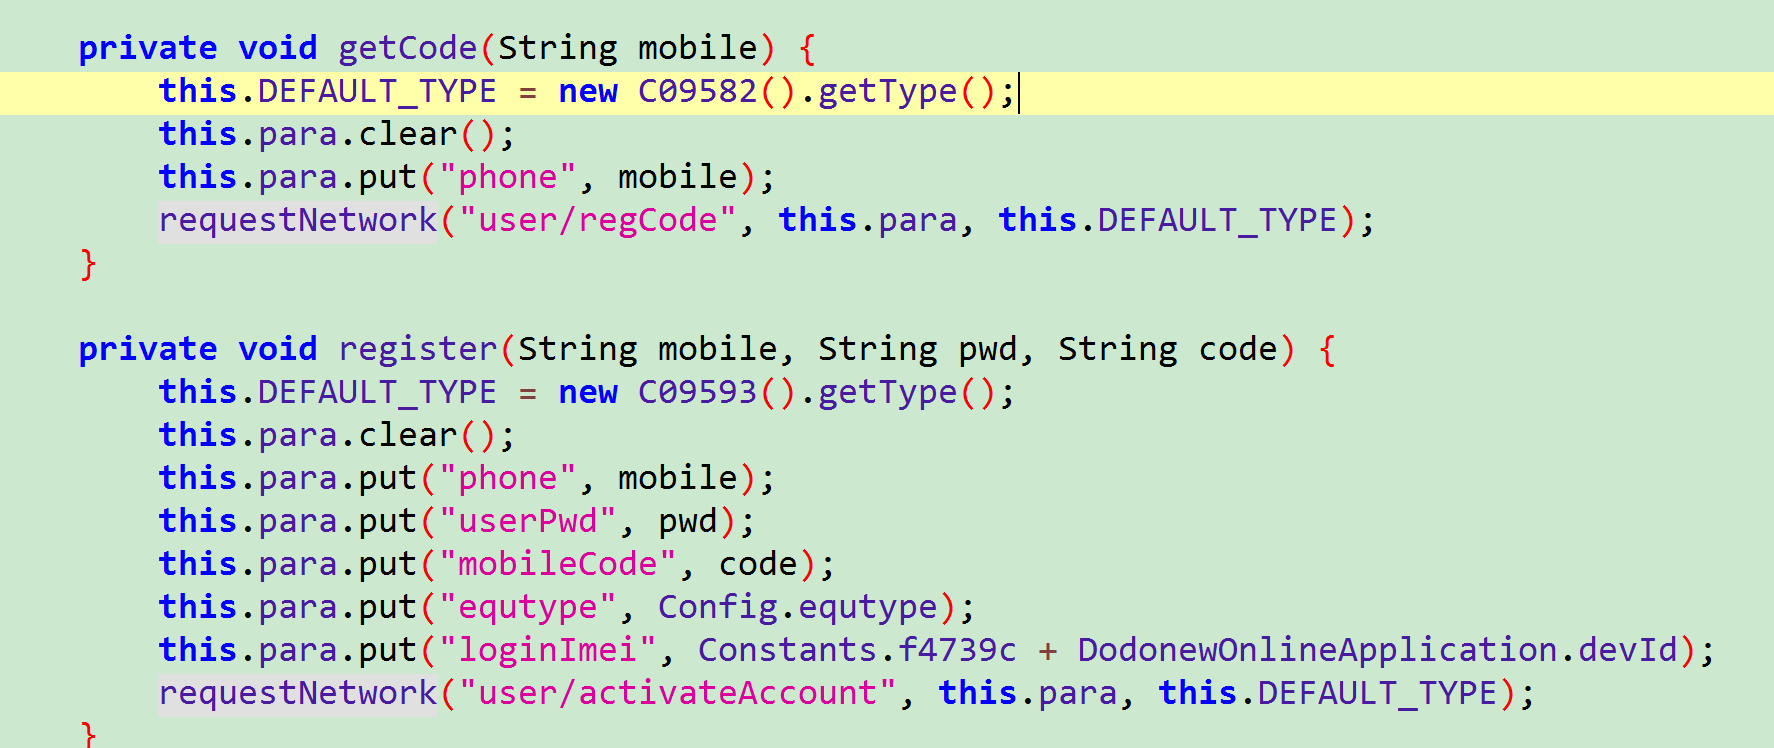 private void getCode(String mobile) {
this.DEFAULT_TYPE = new C09582().getType();
this.para.clear();
this.para.put("phone", mobile);
requestNetwork("user/regCode", this.para, this.DEFAULT_TYPE);
}
private void register(String mobile, String pwd, String code) {
this.DEFAULT_TYPE = new C09593().getType();
this.para.clear();
this.para.put("phone", mobile);
this.para.put("userPwd", pwd);
this.para.put("mobileCode", code);
this.para.put("equtype", Config.equtype);
this.para.put("loginImei", Constants.f4739c + DodonewOnlineApplication.devId);
requestNetwork("user/activateAccount", this.para, this.DEFAULT_TYPE);
}